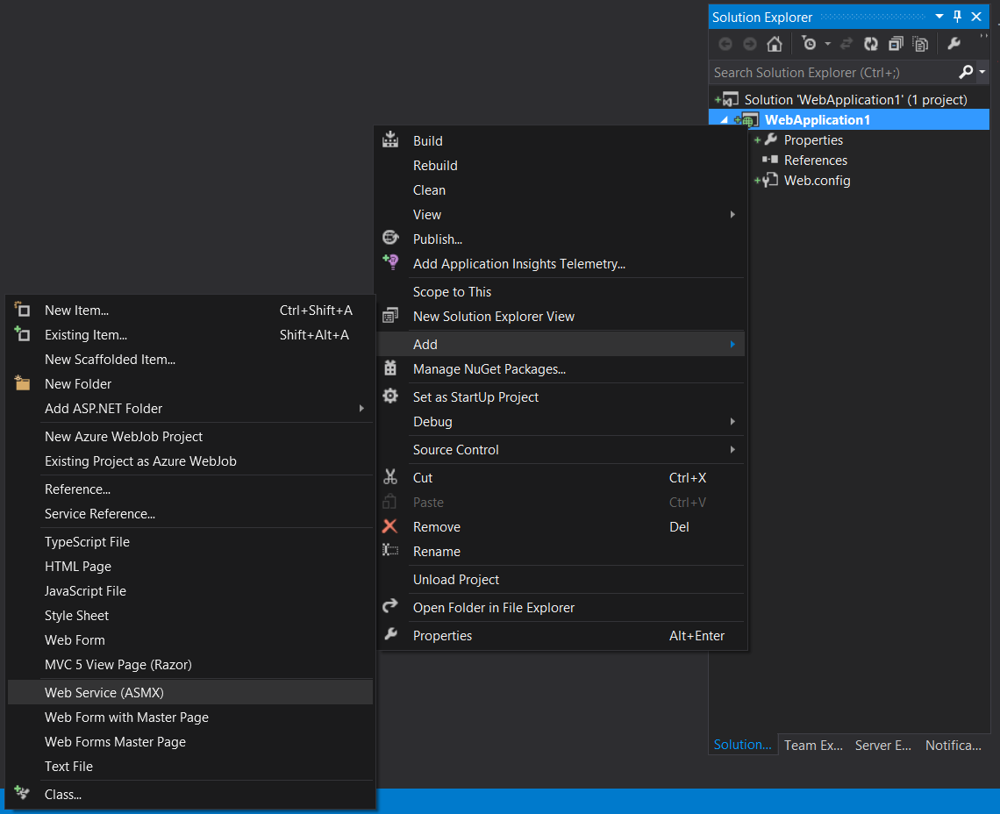 Solution Explorer
Search Solution Explorer (Ctrl+;)
Solution 'WebApplication1' (1 project)
WebApplication1
Properties
References
Web.config
Build
Rebuild
Clean
View
Publish...
Add Application Insights Telemetry...
Scope to This
New Solution Explorer View
Add
Manage NuGet Packages...
Set as StartUp Project
Debug
Source Control
Cut Ctrl+X
Paste Ctrl+V
Remove Del
Rename
Unload Project
Open Folder in File Explorer
Properties Alt+Enter
New Item... Ctrl+Shift+A
Existing Item... Shift+Alt+A
New Scaffolded Item...
New Folder
Add ASP.NET Folder
New Azure WebJob Project
Existing Project as Azure WebJob
Reference...
Service Reference...
TypeScript File
HTML Page
JavaScript File
Style Sheet
Web Form
MVC 5 View Page (Razor)
Web Service (ASMX)
Web Form with Master Page
Web Forms Master Page
Text File
Class...
Solution... Team Ex... Server E... Notifica...